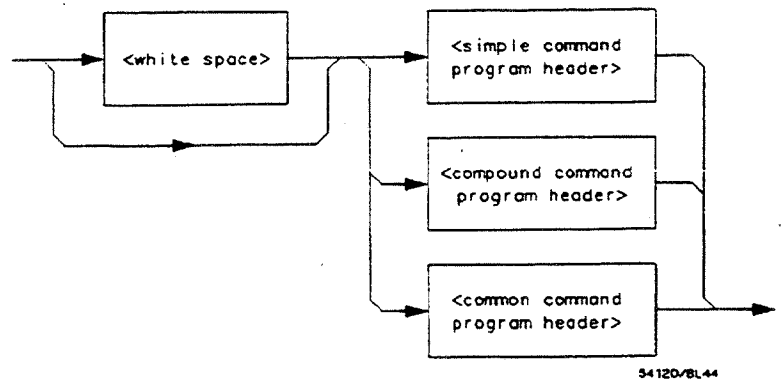 <white space>
<simple command
program header>
<compound command
program header>
<common command
program header>
54120/BL44